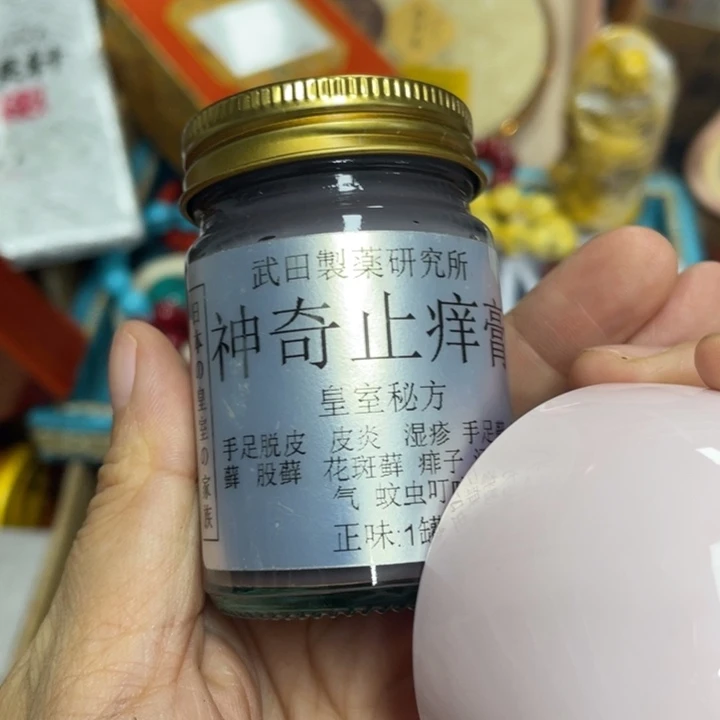 武田製薬研究所
神奇止痒膏
皇室秘方
手足脱皮 皮炎 湿疹 手足
藓 股藓 花斑藓 痱子
气 蚊虫叮
正味:1罐
日本の皇室の家族